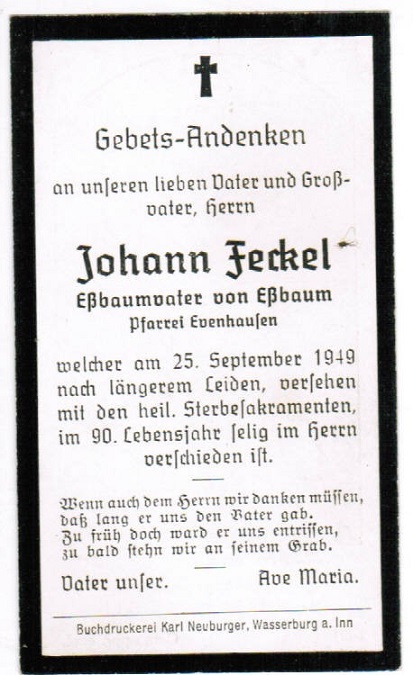 Gebets-Andenken
an unseren lieben Vater und Groß-
vater, Herrn
Johann Feckel
Eßbaumvater von Eßbaum
Pfarrei Evenhausen
welcher am 25. September 1949
nach längerem Leiden, versehen
mit den heil. Sterbesakramenten,
im 90. Lebensjahr selig im Herrn
verschieden ist.
Wenn auch dem Herrn wir danken müssen,
daß lang er uns den Vater gab.
Zu früh doch ward er uns entrissen,
zu bald stehn wir an seinem Grab.
Vater unser. Ave Maria.
Buchdruckerei Karl Neuburger, Wasserburg a. Inn